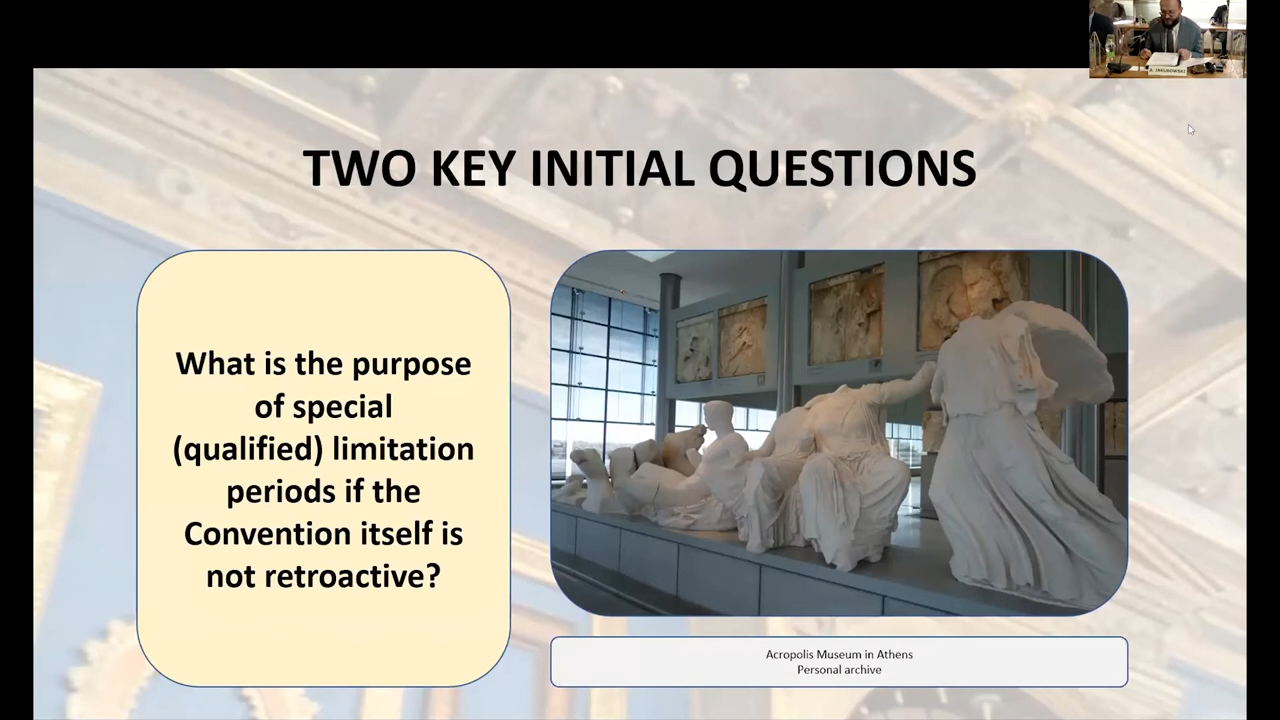 A. JAKUBOWSKI
TWO KEY INITIAL QUESTIONS
What is the purpose
of special
(qualified) limitation
periods if the
Convention itself is
not retroactive?
Acropolis Museum in Athens
Personal archive